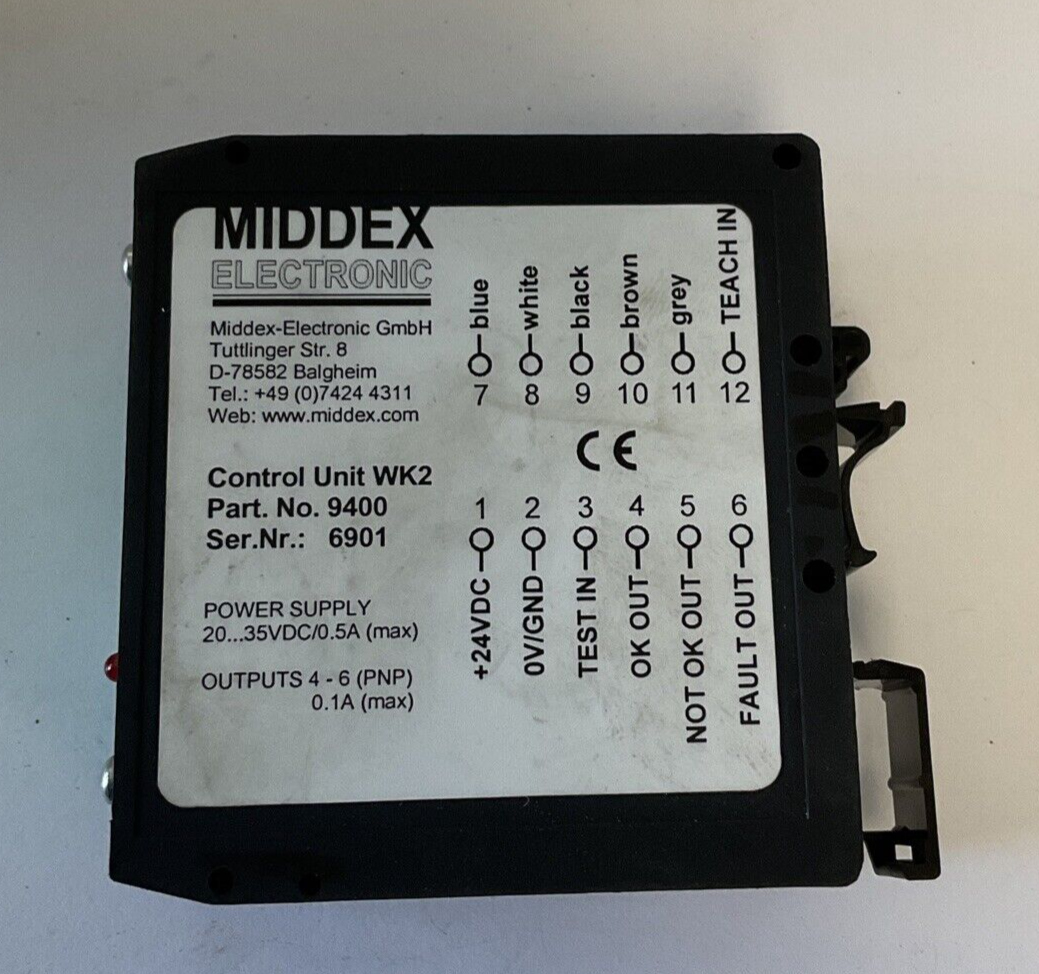 MIDDEX
ELECTRONIC
Middex-Electronic GmbH
Tuttlinger Str. 8
D-78582 Balgheim
Tel.: +49 (0)7424 4311
Web: www.middex.com
Control Unit WK2
Part. No. 9400
Ser.Nr.: 6901
POWER SUPPLY
20...35VDC/0.5A (max)
OUTPUTS 4 - 6 (PNP)
0.1A (max)
blue
white
black
brown
grey
TEACH IN
7 8 9 10 11 12
CE
1 2 3 4 5 6
+24VDC
0V/GND
TEST IN
OK OUT
NOT OK OUT
FAULT OUT